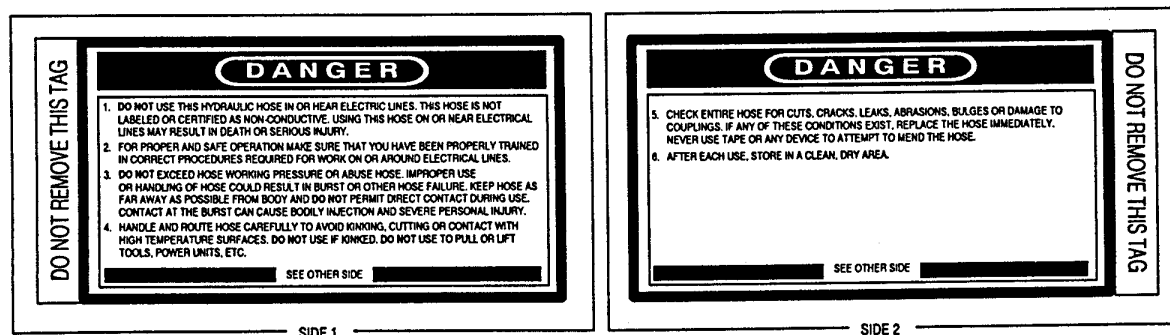 DO NOT REMOVE THIS TAG
DANGER
1. DO NOT USE THIS HYDRAULIC HOSE IN OR HEAR ELECTRIC LINES. THIS HOSE IS NOT
LABELED OR CERTIFIED AS NON-CONDUCTIVE. USING THIS HOSE ON OR NEAR ELECTRICAL
LINES MAY RESULT IN DEATH OR SERIOUS INJURY.
2. FOR PROPER AND SAFE OPERATION MAKE SURE THAT YOU HAVE BEEN PROPERLY TRAINED
IN CORRECT PROCEDURES REQUIRED FOR WORK ON OR AROUND ELECTRICAL LINES.
3. DO NOT EXCEED HOSE WORKING PRESSURE OR ABUSE HOSE. IMPROPER USE
OR HANDLING OF HOSE COULD RESULT IN BURST OR OTHER HOSE FAILURE. KEEP HOSE AS
FAR AWAY AS POSSIBLE FROM BODY AND DO NOT PERMIT DIRECT CONTACT DURING USE.
CONTACT AT THE BURST CAN CAUSE BODILY INJECTION AND SEVERE PERSONAL INJURY.
4. HANDLE AND ROUTE HOSE CAREFULLY TO AVOID KINKING, CUTTING OR CONTACT WITH
HIGH TEMPERATURE SURFACES. DO NOT USE IF KINKED. DO NOT USE TO PULL OR LIFT
TOOLS, POWER UNITS, ETC.
SEE OTHER SIDE
SIDE 1
DANGER
5. CHECK ENTIRE HOSE FOR CUTS, CRACKS, LEAKS, ABRASIONS, BULGES OR DAMAGE TO
COUPLINGS. IF ANY OF THESE CONDITIONS EXIST, REPLACE THE HOSE IMMEDIATELY.
NEVER USE TAPE OR ANY DEVICE TO ATTEMPT TO MEND THE HOSE.
6. AFTER EACH USE, STORE IN A CLEAN, DRY AREA.
SEE OTHER SIDE
DO NOT REMOVE THIS TAG
SIDE 2